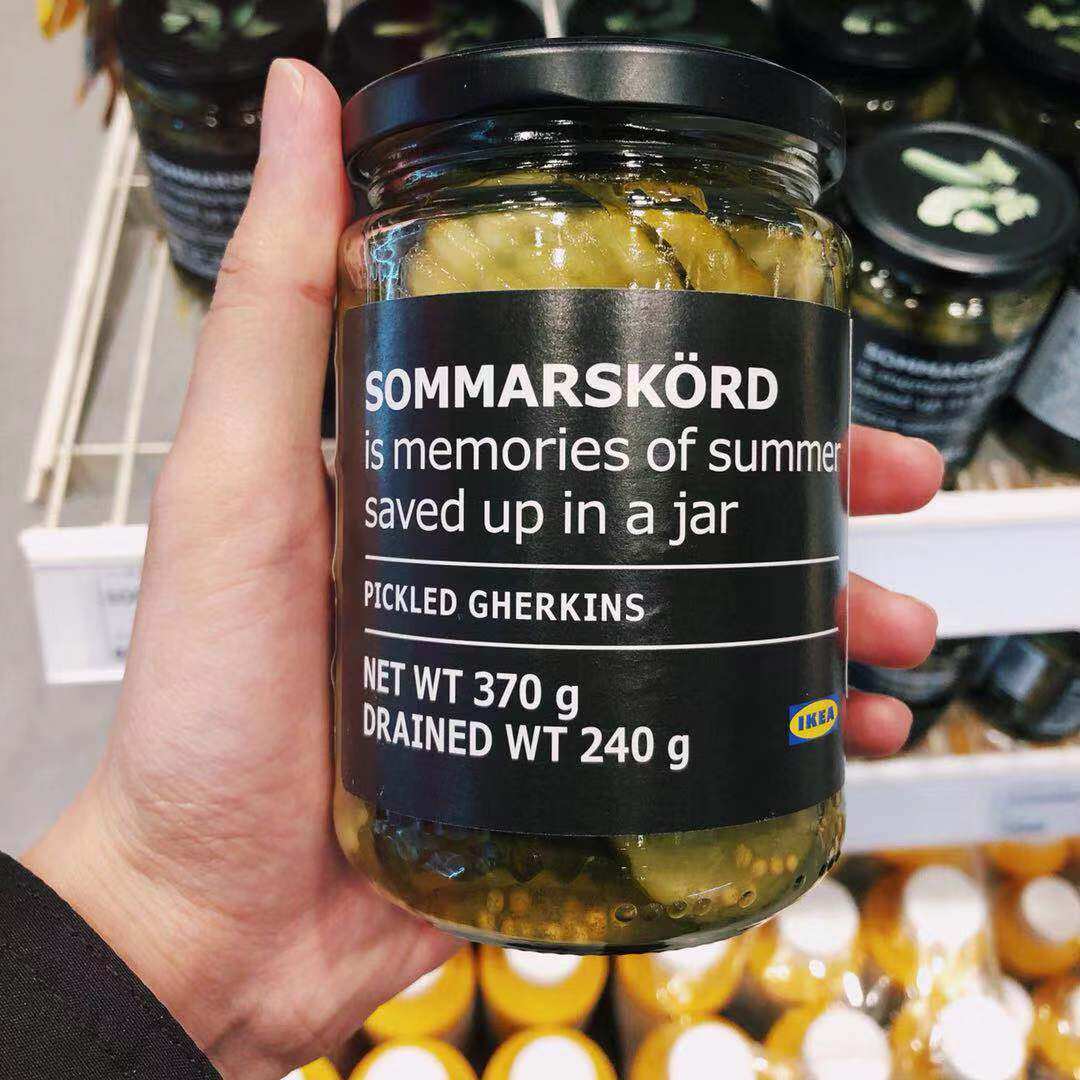 SOMMARSKÖRD
is memories of summer
saved up in a jar
PICKLED GHERKINS
NET WT 370 g
DRAINED WT 240 g
IKEA